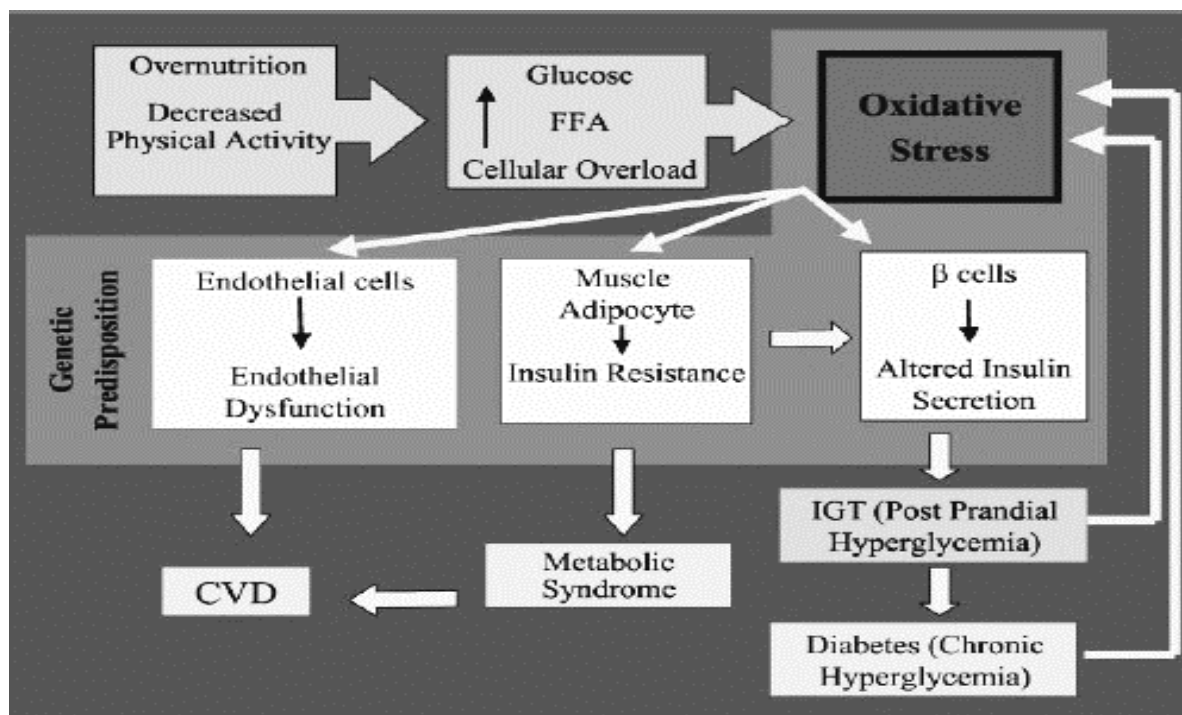 Overnutrition
Decreased
Physical Activity
Glucose
FFA
Cellular Overload
Oxidative
Stress
Genetic
Predisposition
Endothelial cells
Endothelial
Dysfunction
Muscle
Adipocyte
Insulin Resistance
β cells
Altered Insulin
Secretion
CVD
Metabolic
Syndrome
IGT (Post Prandial
Hyperglycemia)
Diabetes (Chronic
Hyperglycemia)